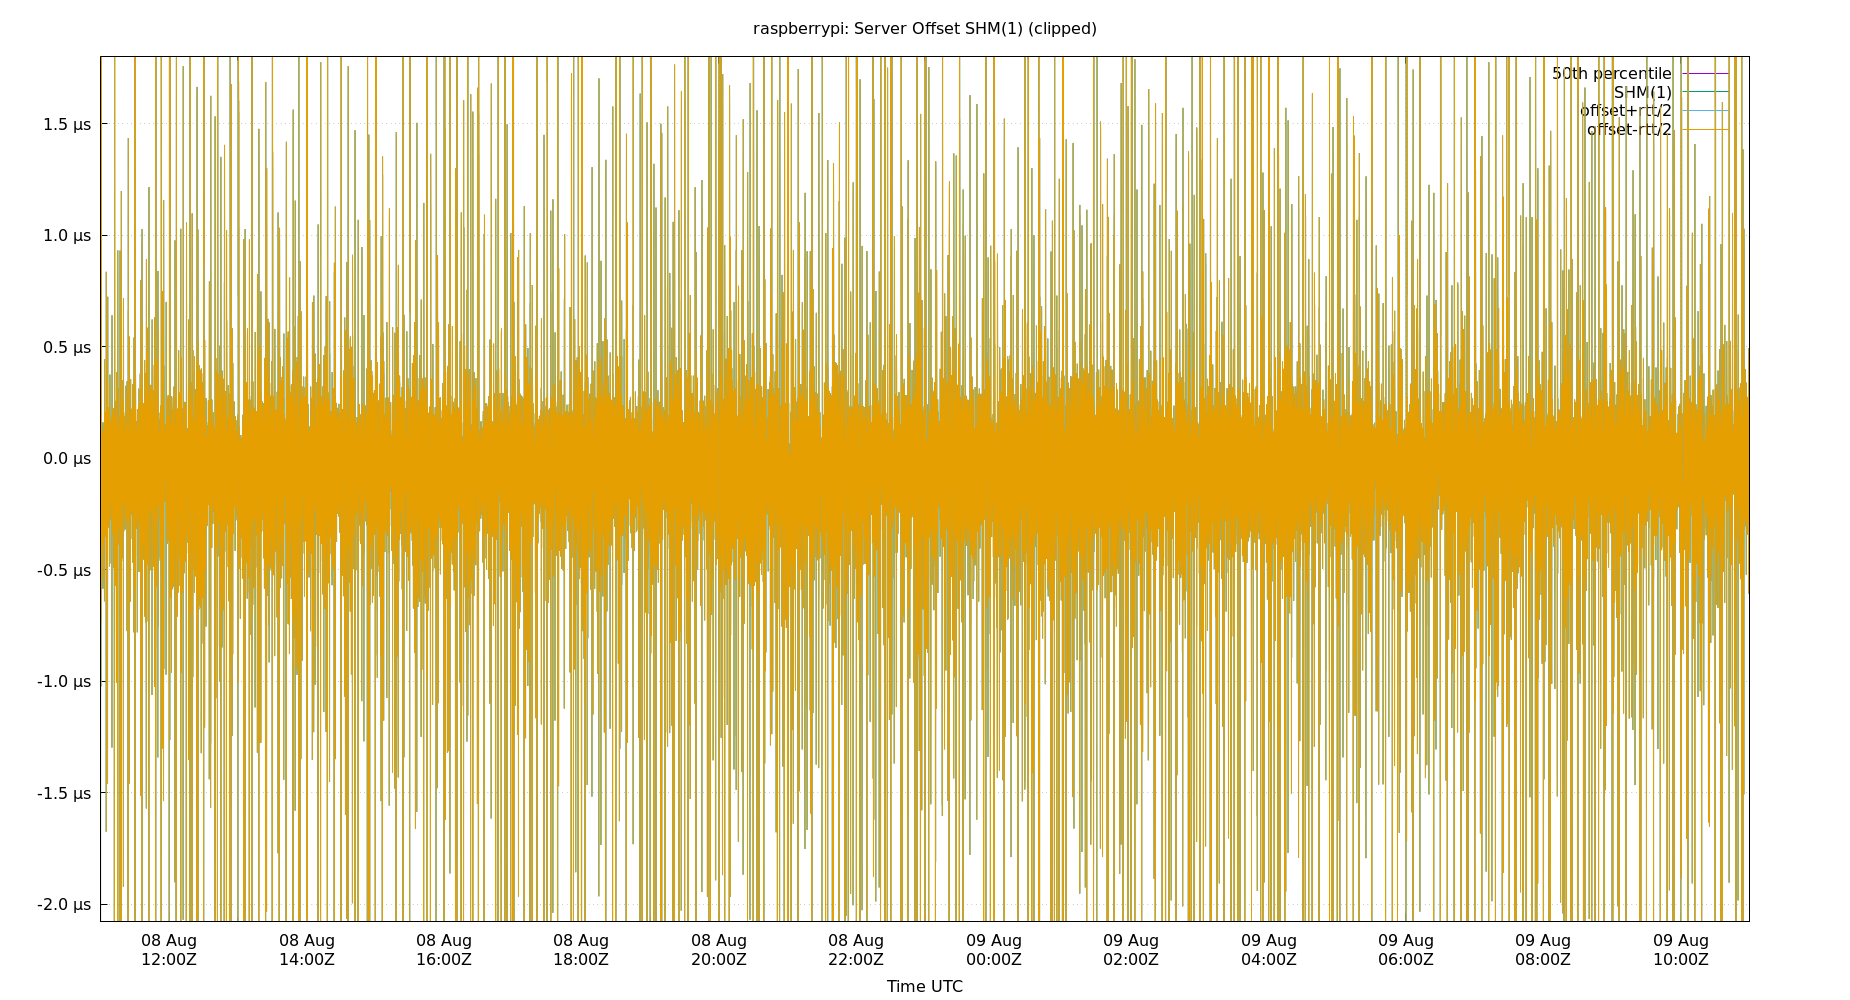 raspberrypi: Server Offset SHM(1) (clipped)
50th percentile
SHM(1)
offset+rtt/2
offset-rtt/2
1.5 µs
1.0 µs
0.5 µs
0.0 µs
-0.5 µs
-1.0 µs
-1.5 µs
-2.0 µs
08 Aug 08 Aug 08 Aug 08 Aug 08 Aug 08 Aug 09 Aug 09 Aug 09 Aug 09 Aug 09 Aug 09 Aug
12:00Z 14:00Z 16:00Z 18:00Z 20:00Z 22:00Z 00:00Z 02:00Z 04:00Z 06:00Z 08:00Z 10:00Z
Time UTC